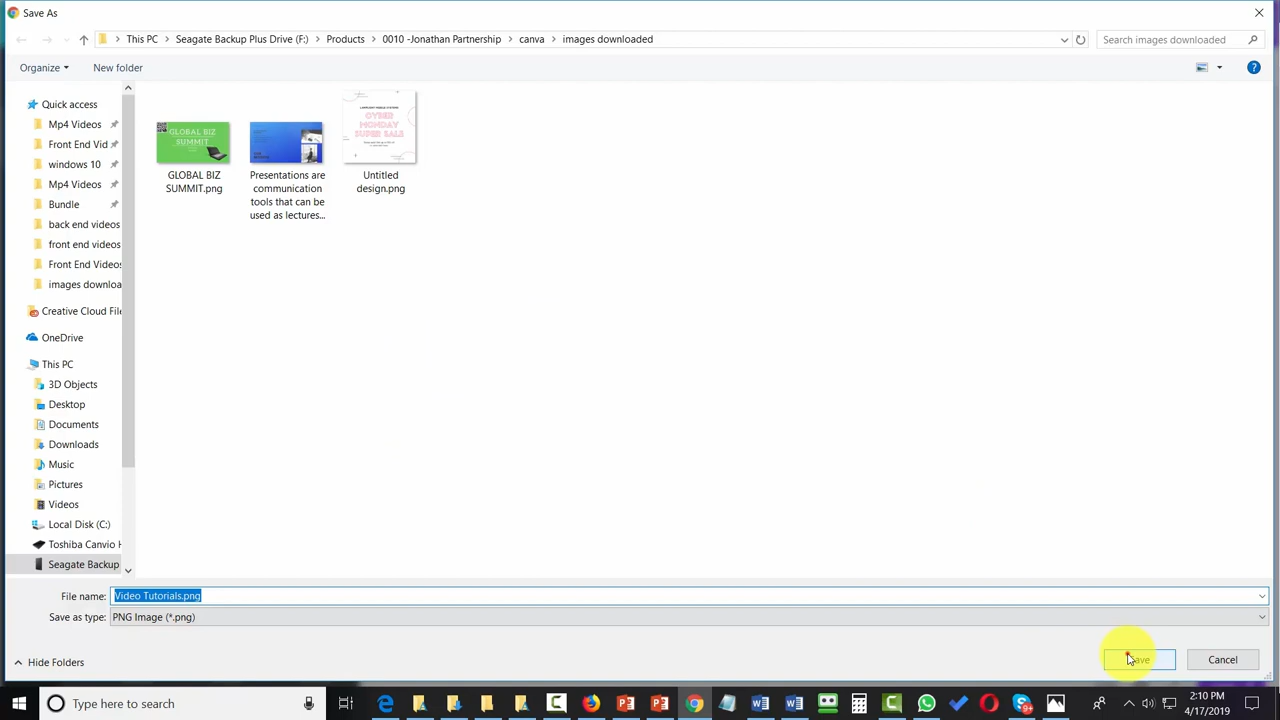 Save As
This PC > Seagate Backup Plus Drive (F:) > Products > 0010 -Jonathan Partnership > canva > images downloaded
Search images downloaded
Organize
New folder
Quick access
Mp4 Videos
Front End Vid
windows 10
Mp4 Videos
Bundle
back end videos
front end videos
Front End Videos
images downloa
Creative Cloud File
OneDrive
This PC
3D Objects
Desktop
Documents
Downloads
Music
Pictures
Videos
Local Disk (C:)
Toshiba Canvio H
Seagate Backup
GLOBAL BIZ
SUMMIT
CYBER
MONDAY
SUPER SALE
GLOBAL BIZ
SUMMIT.png
Presentations are
communication
tools that can be
used as lectures...
Untitled
design.png
File name: Video Tutorials.png
Save as type: PNG Image (*.png)
Hide Folders
Cancel
Type here to search
2:10 PM
4/17/2019